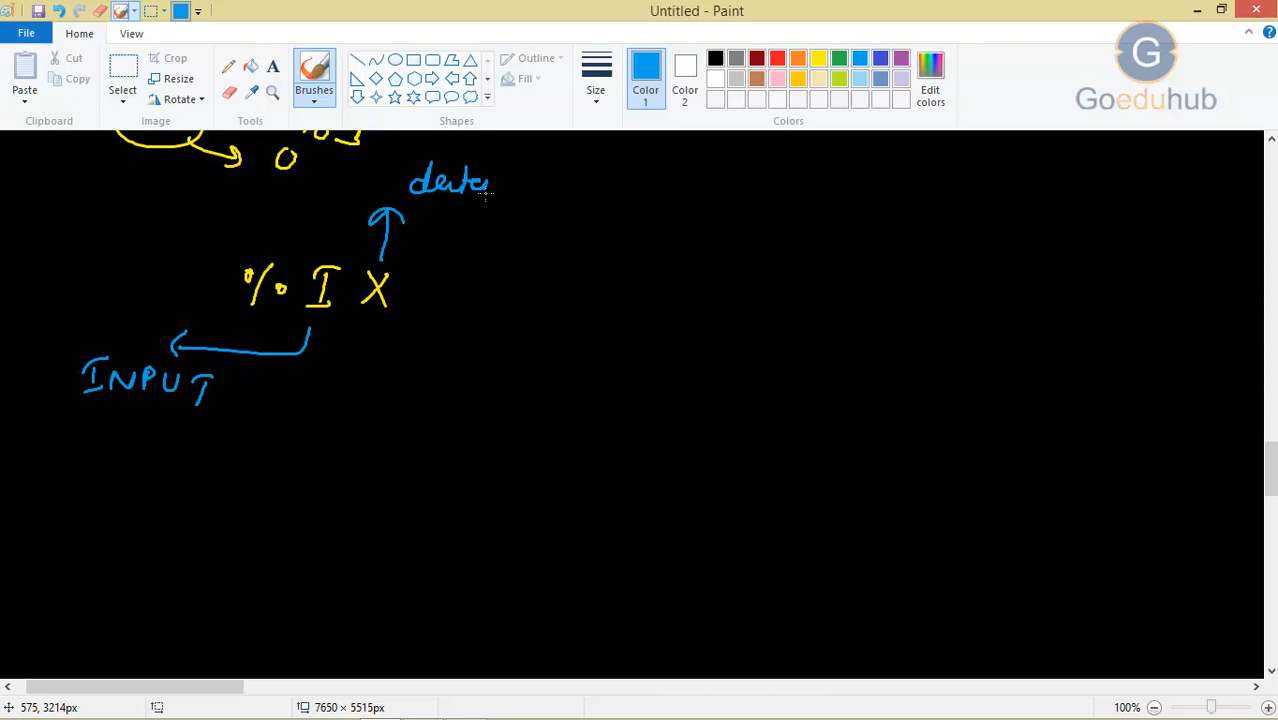 Untitled - Paint
File Home View
Cut
Copy
Paste
Clipboard
Crop
Resize
Rotate
Select
Image
Tools
Brushes
Outline
Fill
Shapes
Size
Color 1
Color 2
Edit colors
Colors
G
Goeduhub
0
data
% I X
INPUT
575, 3214px
7650 × 5515px
100%